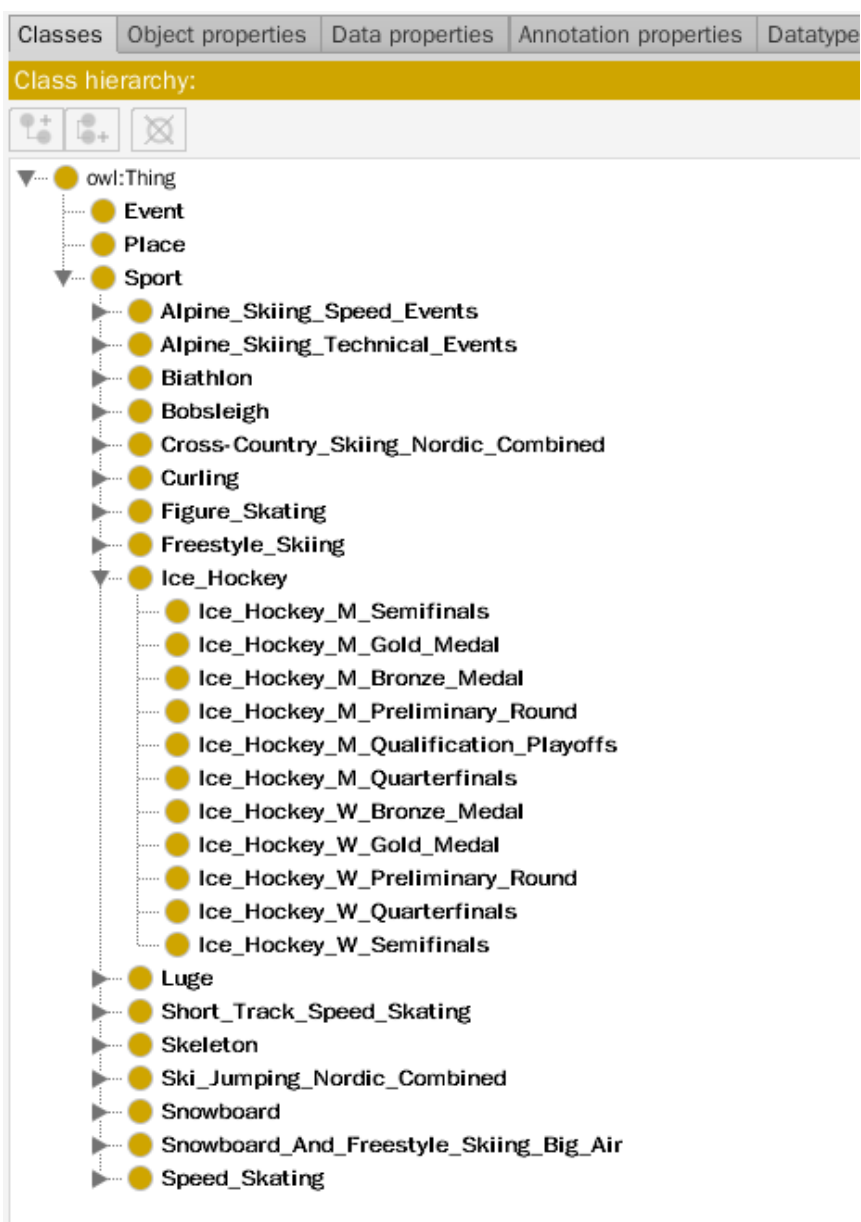 Classes Object properties Data properties Annotation properties Datatype
Class hierarchy:
owl:Thing
Event
Place
Sport
Alpine_Skiing_Speed_Events
Alpine_Skiing_Technical_Events
Biathlon
Bobsleigh
Cross-Country_Skiing_Nordic_Combined
Curling
Figure_Skating
Freestyle_Skiing
Ice_Hockey
Ice_Hockey_M_Semifinals
Ice_Hockey_M_Gold_Medal
Ice_Hockey_M_Bronze_Medal
Ice_Hockey_M_Preliminary_Round
Ice_Hockey_M_Qualification_Playoffs
Ice_Hockey_M_Quarterfinals
Ice_Hockey_W_Bronze_Medal
Ice_Hockey_W_Gold_Medal
Ice_Hockey_W_Preliminary_Round
Ice_Hockey_W_Quarterfinals
Ice_Hockey_W_Semifinals
Luge
Short_Track_Speed_Skating
Skeleton
Ski_Jumping_Nordic_Combined
Snowboard
Snowboard_And_Freestyle_Skiing_Big_Air
Speed_Skating